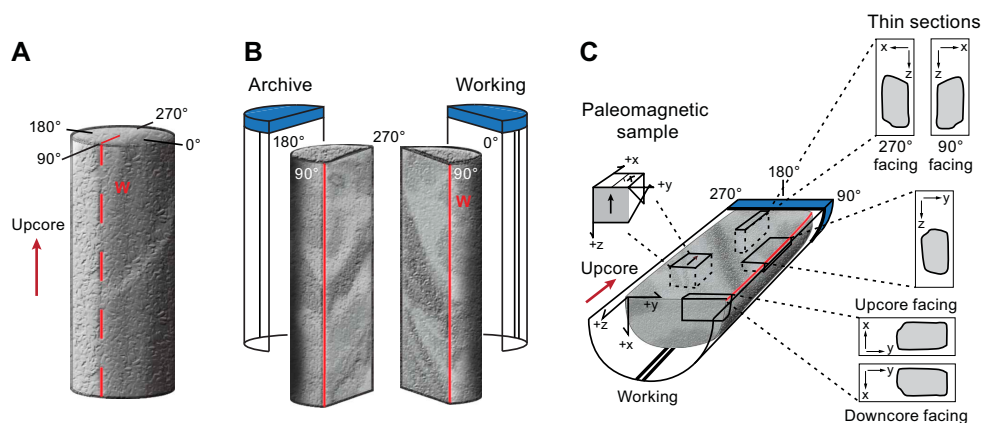 A
180°
270°
0°
90°
W
Upcore
B
Archive
Working
180°
270°
0°
90°
90°
W
C
Thin sections
x
z
x
z
270°
facing
90°
facing
Paleomagnetic
sample
+x
+y
+z
270°
180°
90°
Upcore
+y
+z
+x
Working
y
z
Upcore facing
x
y
y
x
Downcore facing